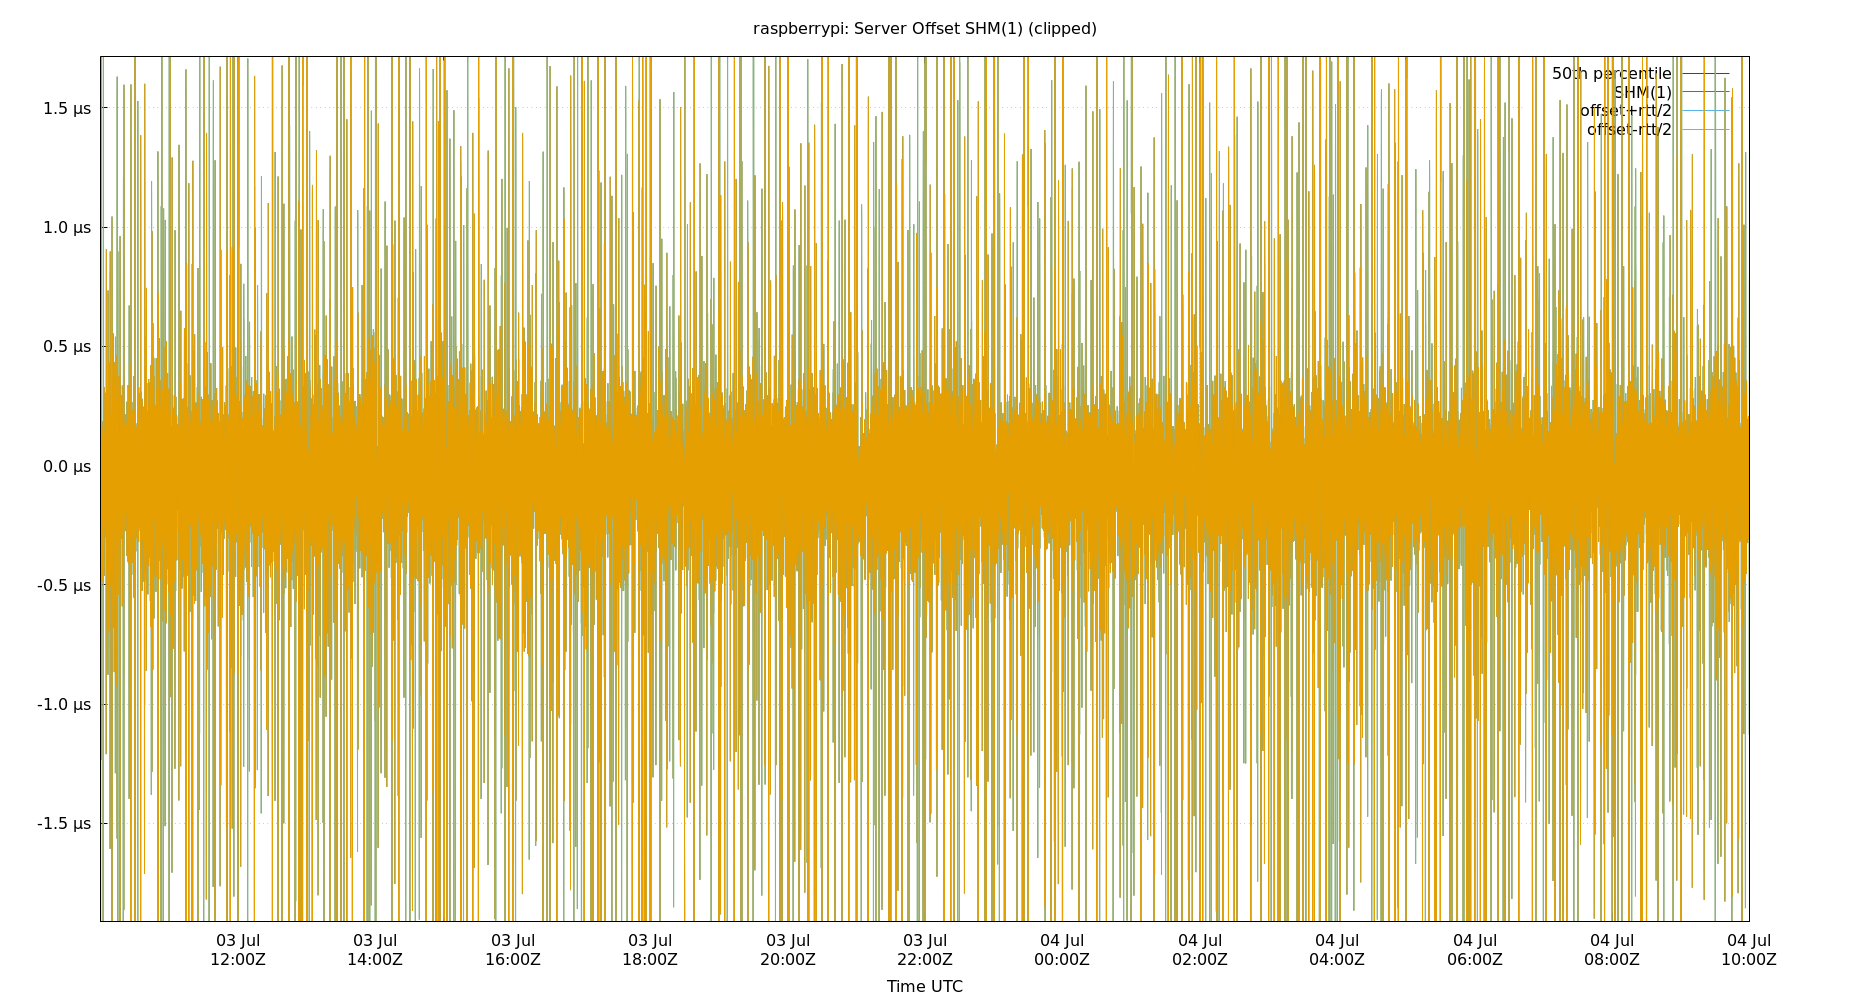 raspberrypi: Server Offset SHM(1) (clipped)
50th percentile
SHM(1)
offset+rtt/2
offset-rtt/2
1.5 µs
1.0 µs
0.5 µs
0.0 µs
-0.5 µs
-1.0 µs
-1.5 µs
03 Jul 03 Jul 03 Jul 03 Jul 03 Jul 03 Jul 04 Jul 04 Jul 04 Jul 04 Jul 04 Jul 04 Jul
12:00Z 14:00Z 16:00Z 18:00Z 20:00Z 22:00Z 00:00Z 02:00Z 04:00Z 06:00Z 08:00Z 10:00Z
Time UTC